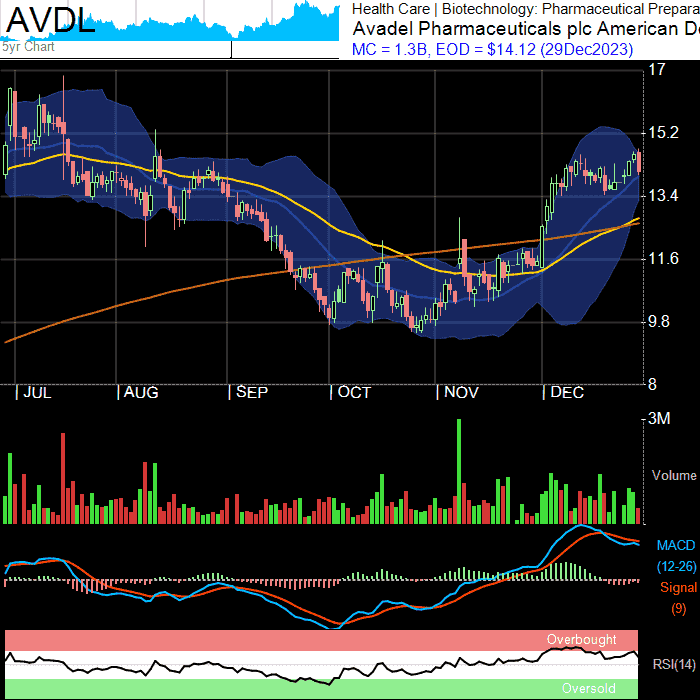 AVDL
5yr Chart
Health Care | Biotechnology: Pharmaceutical Prepara
Avadel Pharmaceuticals plc American De
MC = 1.3B, EOD = $14.12 (29Dec2023)
17
15.2
13.4
11.6
9.8
8
JUL AUG SEP OCT NOV DEC
3M
Volume
MACD
(12-26)
Signal
(9)
Overbought
RSI(14)
Oversold